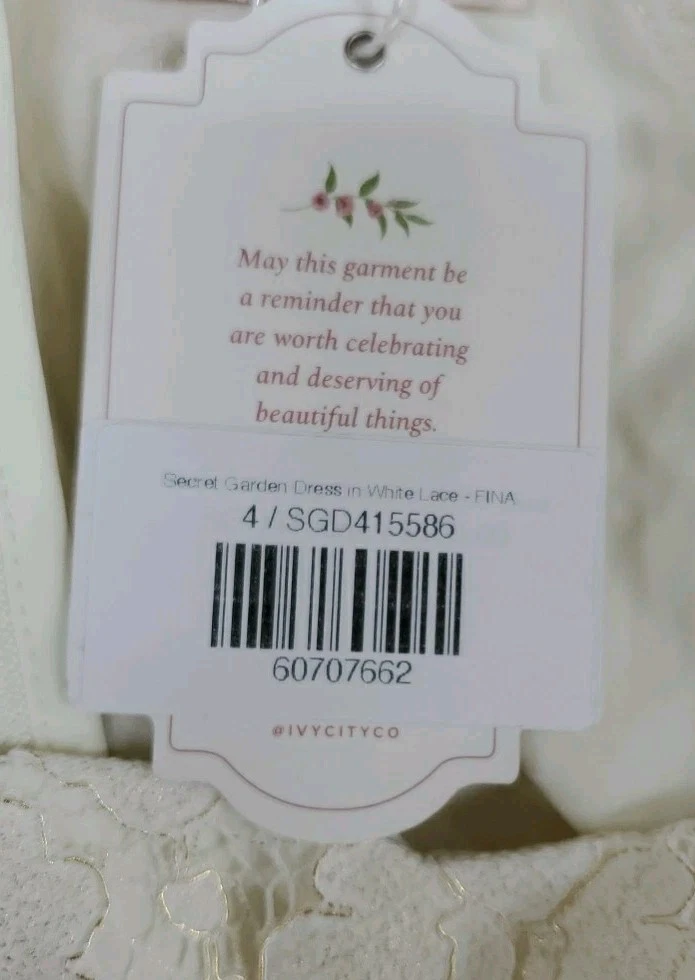 May this garment be
a reminder that you
are worth celebrating
and deserving of
beautiful things.
Secret Garden Dress in White Lace - FINA
4 / SGD415586
60707662
@IVYCITYCO